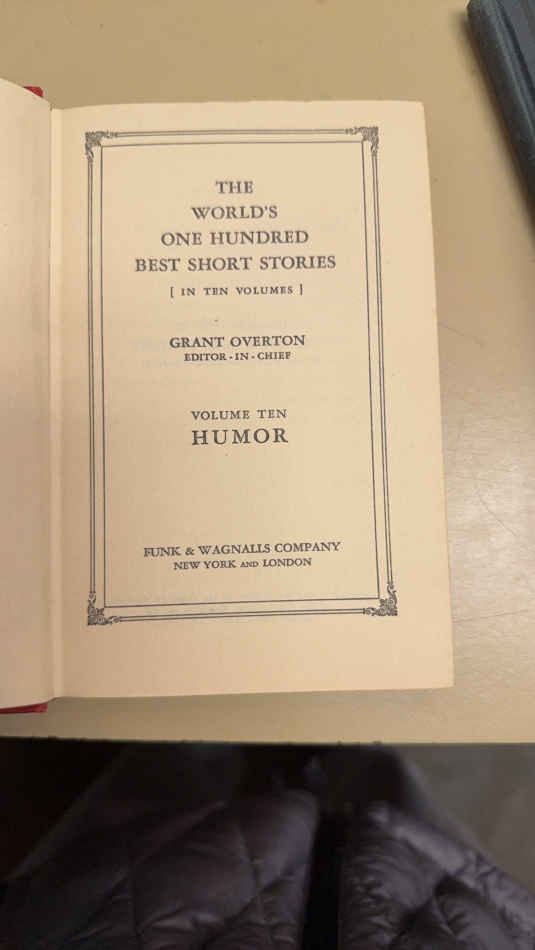 THE
WORLD'S
ONE HUNDRED
BEST SHORT STORIES
[ IN TEN VOLUMES ]
GRANT OVERTON
EDITOR-IN-CHIEF
VOLUME TEN
HUMOR
FUNK & WAGNALLS COMPANY
NEW YORK AND LONDON